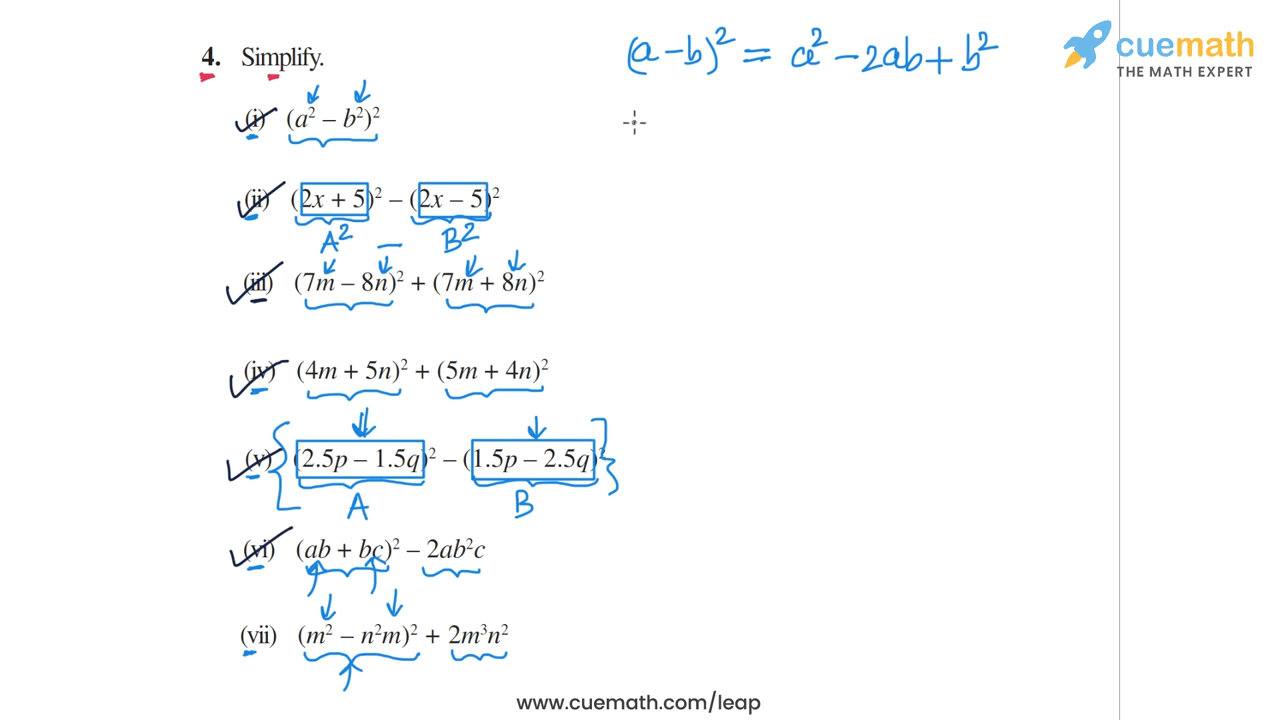 4. Simplify.
(a − b)² = a² − 2ab + b²
cuemath
THE MATH EXPERT
(i) (a² − b²)²
(ii) (2x + 5)² − (2x − 5)²
A² − B²
(iii) (7m − 8n)² + (7m + 8n)²
(iv) (4m + 5n)² + (5m + 4n)²
(v) (2.5p − 1.5q)² − (1.5p − 2.5q)²
A B
(vi) (ab + bc)² − 2ab²c
(vii) (m² − n²m)² + 2m³n²
www.cuemath.com/leap